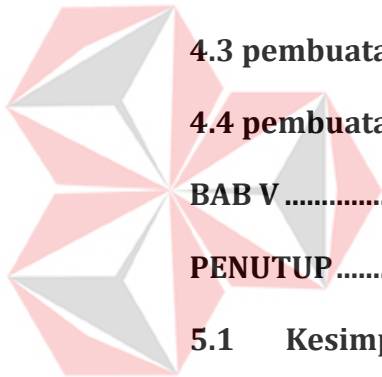 4.3 pembuata
4.4 pembuata
BAB V ...............
PENUTUP .......
5.1 Kesimp